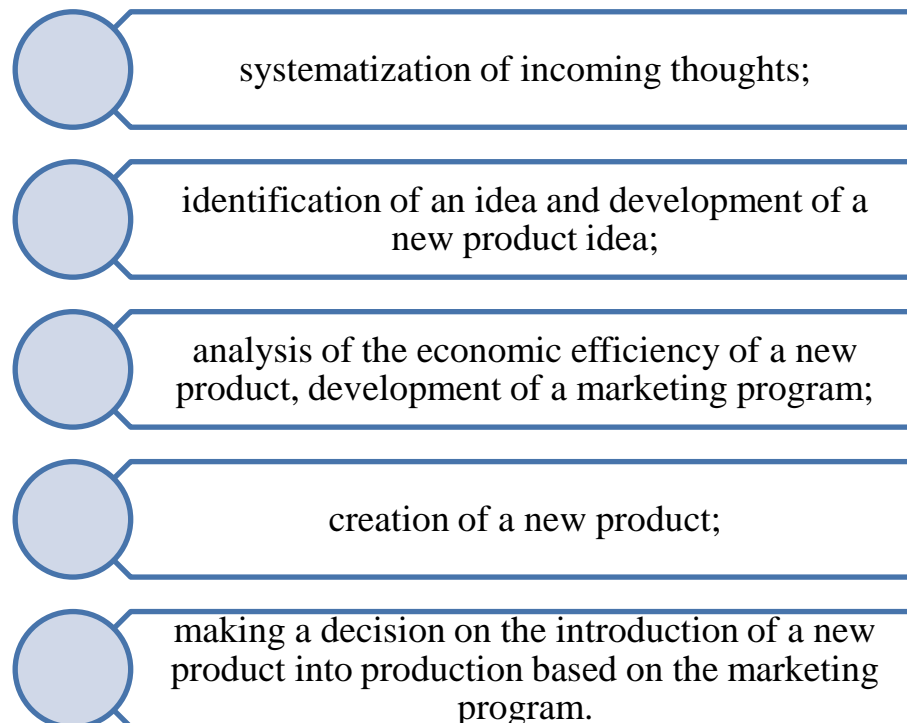 systematization of incoming thoughts;
identification of an idea and development of a
new product idea;
analysis of the economic efficiency of a new
product, development of a marketing program;
creation of a new product;
making a decision on the introduction of a new
product into production based on the marketing
program.